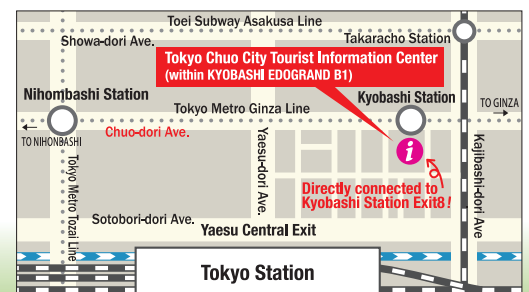 Toei Subway Asakusa Line
Showa-dori Ave.
Takaracho Station
Tokyo Chuo City Tourist Information Center
(within KYOBASHI EDOGRAND B1)
Nihombashi Station
Tokyo Metro Ginza Line
Kyobashi Station
TO GINZA
TO NIHONBASHI
Chuo-dori Ave.
Tokyo Metro Tozai Line
Yaesu-dori Ave.
i
Kajibashi-dori Ave
Directly connected to
Kyobashi Station Exit8!
Sotobori-dori Ave.
Yaesu Central Exit
Tokyo Station